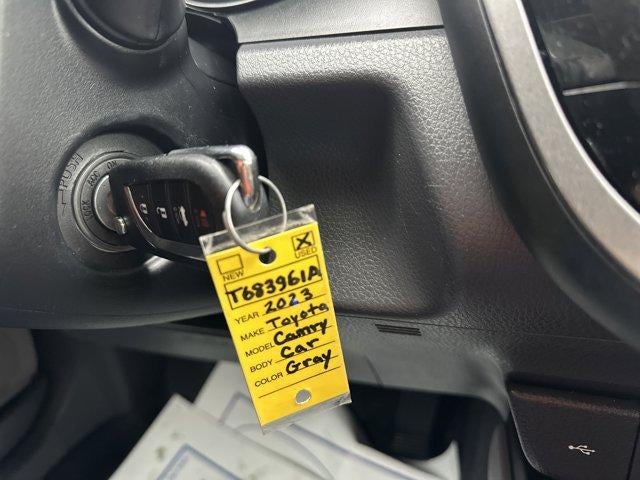 PUSH
LOCK ACC ON
NEW
X USED
T683961A
YEAR 2023
MAKE Toyota
MODEL Camry
BODY Car
COLOR Gray